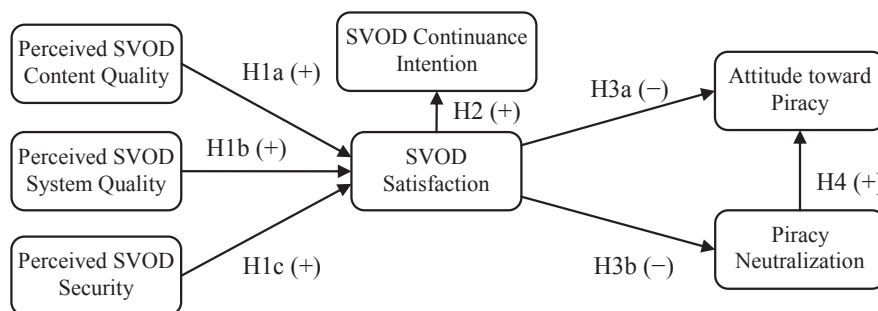 Perceived SVOD
Content Quality
H1a (+)
SVOD Continuance
Intention
H2 (+)
H3a (−)
Attitude toward
Piracy
Perceived SVOD
System Quality
H1b (+)
SVOD
Satisfaction
H4 (+)
Perceived SVOD
Security
H1c (+)
H3b (−)
Piracy
Neutralization